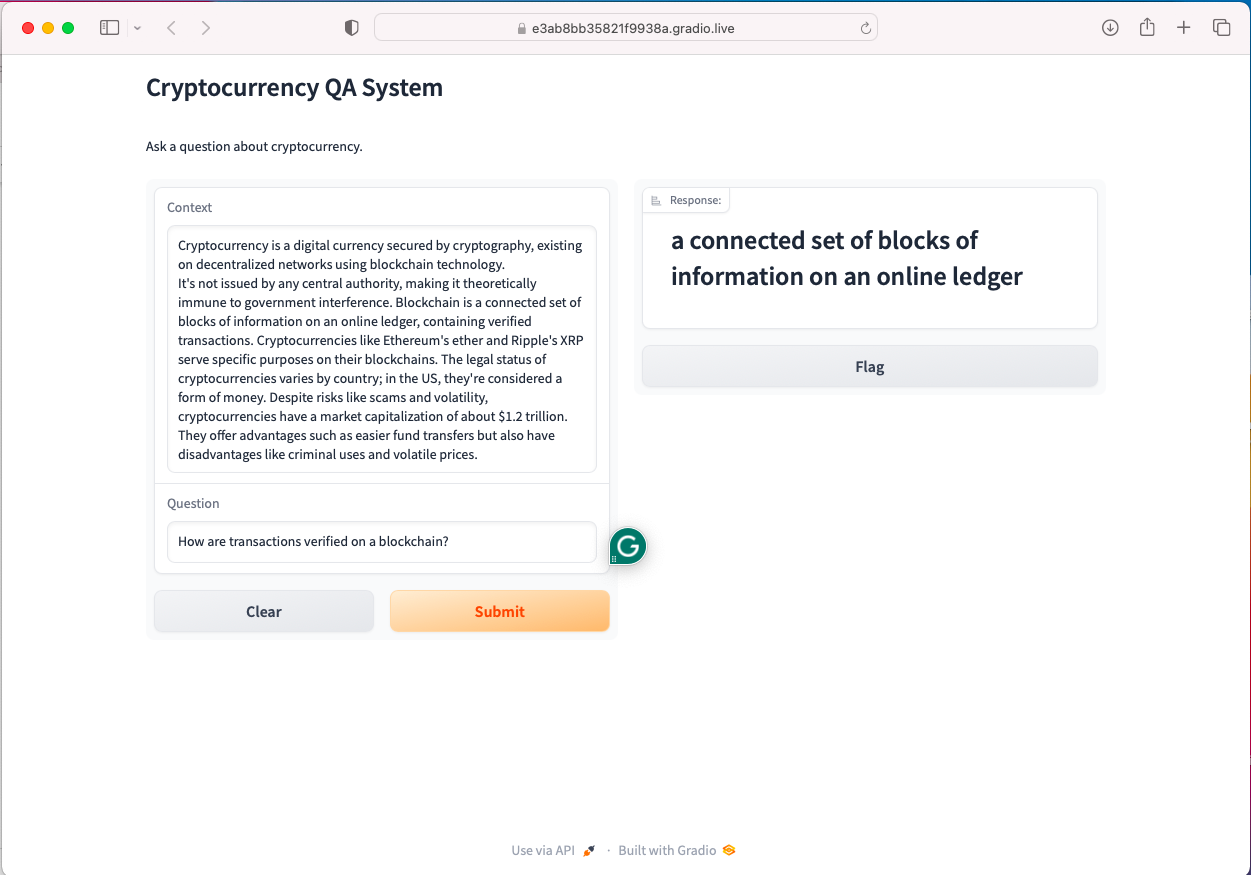 e3ab8bb35821f9938a.gradio.live
Cryptocurrency QA System
Ask a question about cryptocurrency.
Context
Cryptocurrency is a digital currency secured by cryptography, existing
on decentralized networks using blockchain technology.
It's not issued by any central authority, making it theoretically
immune to government interference. Blockchain is a connected set of
blocks of information on an online ledger, containing verified
transactions. Cryptocurrencies like Ethereum's ether and Ripple's XRP
serve specific purposes on their blockchains. The legal status of
cryptocurrencies varies by country; in the US, they're considered a
form of money. Despite risks like scams and volatility,
cryptocurrencies have a market capitalization of about $1.2 trillion.
They offer advantages such as easier fund transfers but also have
disadvantages like criminal uses and volatile prices.
Question
How are transactions verified on a blockchain?
G
Clear
Submit
Response:
a connected set of blocks of
information on an online ledger
Flag
Use via API · Built with Gradio